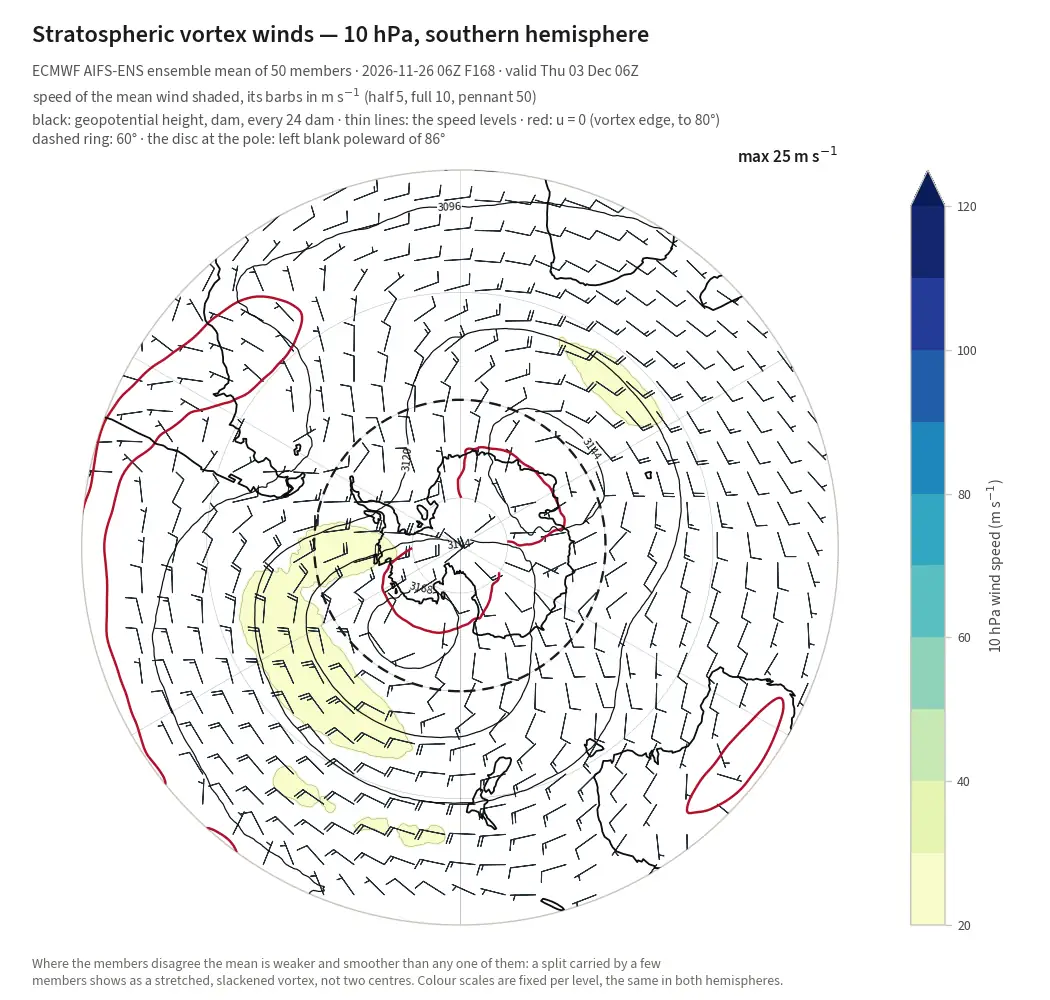 Stratospheric vortex winds — 10 hPa, southern hemisphere
ECMWF AIFS-ENS ensemble mean of 50 members · 2026-11-26 06Z F168 · valid Thu 03 Dec 06Z
speed of the mean wind shaded, its barbs in m s⁻¹ (half 5, full 10, pennant 50)
black: geopotential height, dam, every 24 dam · thin lines: the speed levels · red: u = 0 (vortex edge, to 80°)
dashed ring: 60° · the disc at the pole: left blank poleward of 86°
max 25 m s⁻¹
3096
3120
3144
3144
3168
120
100
80
60
40
20
10 hPa wind speed (m s⁻¹)
Where the members disagree the mean is weaker and smoother than any one of them: a split carried by a few
members shows as a stretched, slackened vortex, not two centres. Colour scales are fixed per level, the same in both hemispheres.